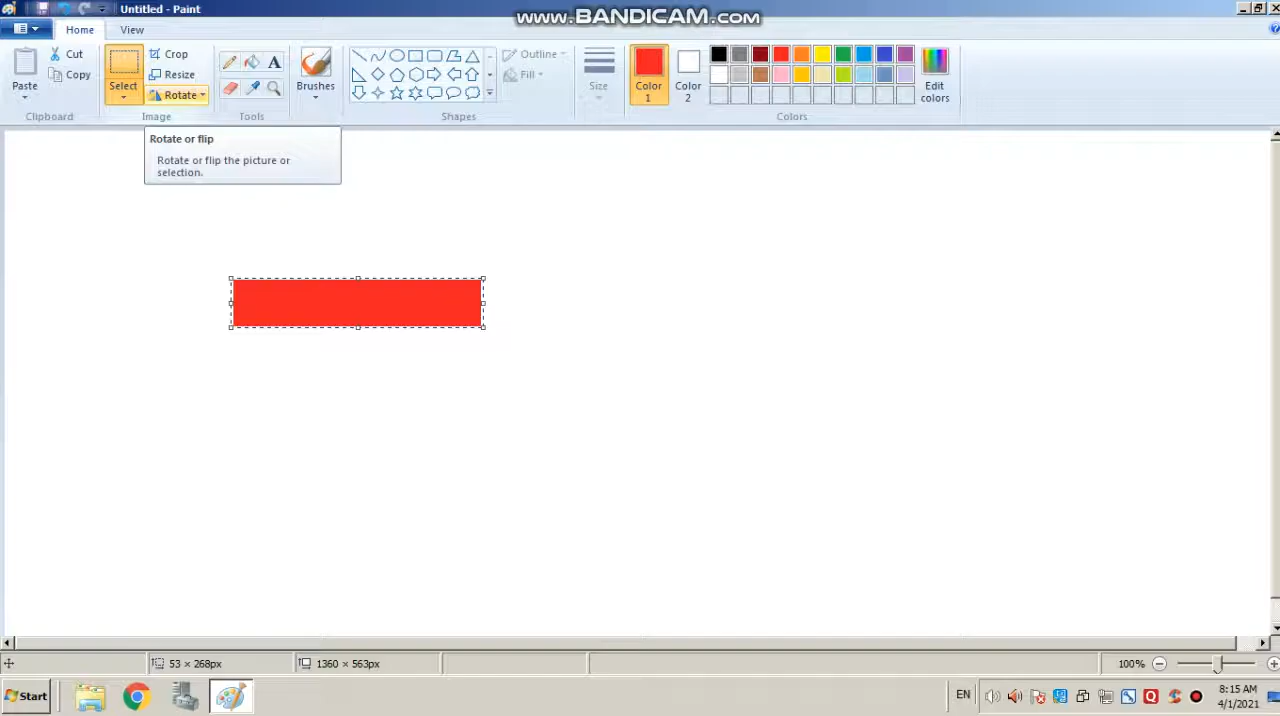 Untitled - Paint
www.BANDICAM.com
Home
View
Paste
Cut
Copy
Clipboard
Select
Crop
Resize
Rotate
Image
A
Tools
Brushes
Outline
Fill
Shapes
Size
Color 1
Color 2
Edit colors
Colors
Rotate or flip
Rotate or flip the picture or
selection.
53 × 268px
1360 × 563px
100%
Start
EN
8:15 AM
4/1/2021